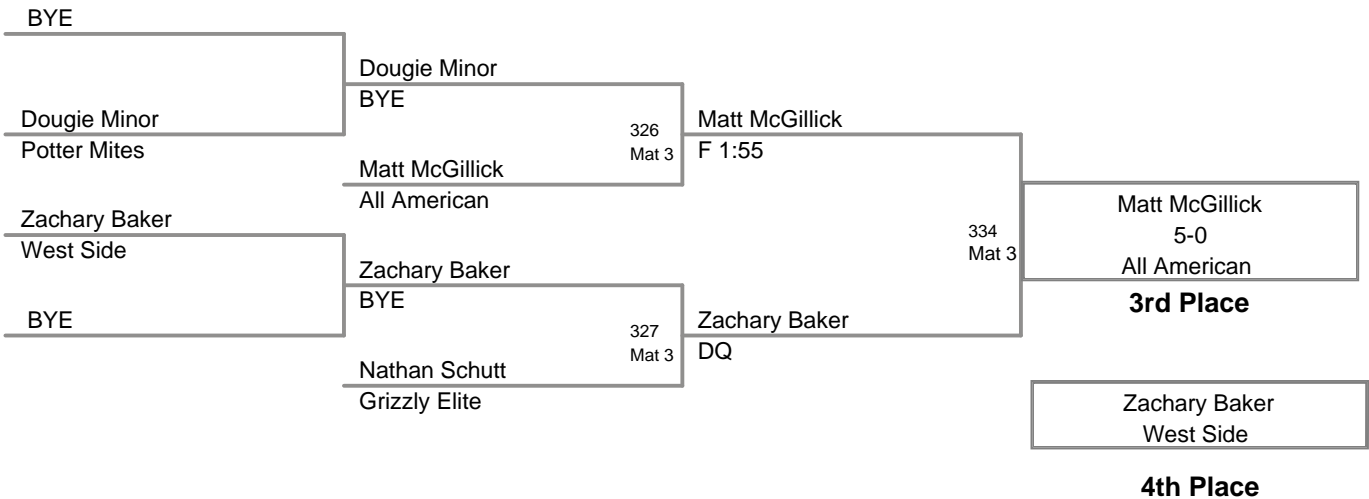 BYE
Dougie Minor
BYE
Dougie Minor
Potter Mites
326
Mat 3
Matt McGillick
F 1:55
Matt McGillick
All American
Zachary Baker
West Side
334
Mat 3
Matt McGillick
5-0
All American
3rd Place
Zachary Baker
BYE
BYE
327
Mat 3
Zachary Baker
DQ
Nathan Schutt
Grizzly Elite
Zachary Baker
West Side
4th Place